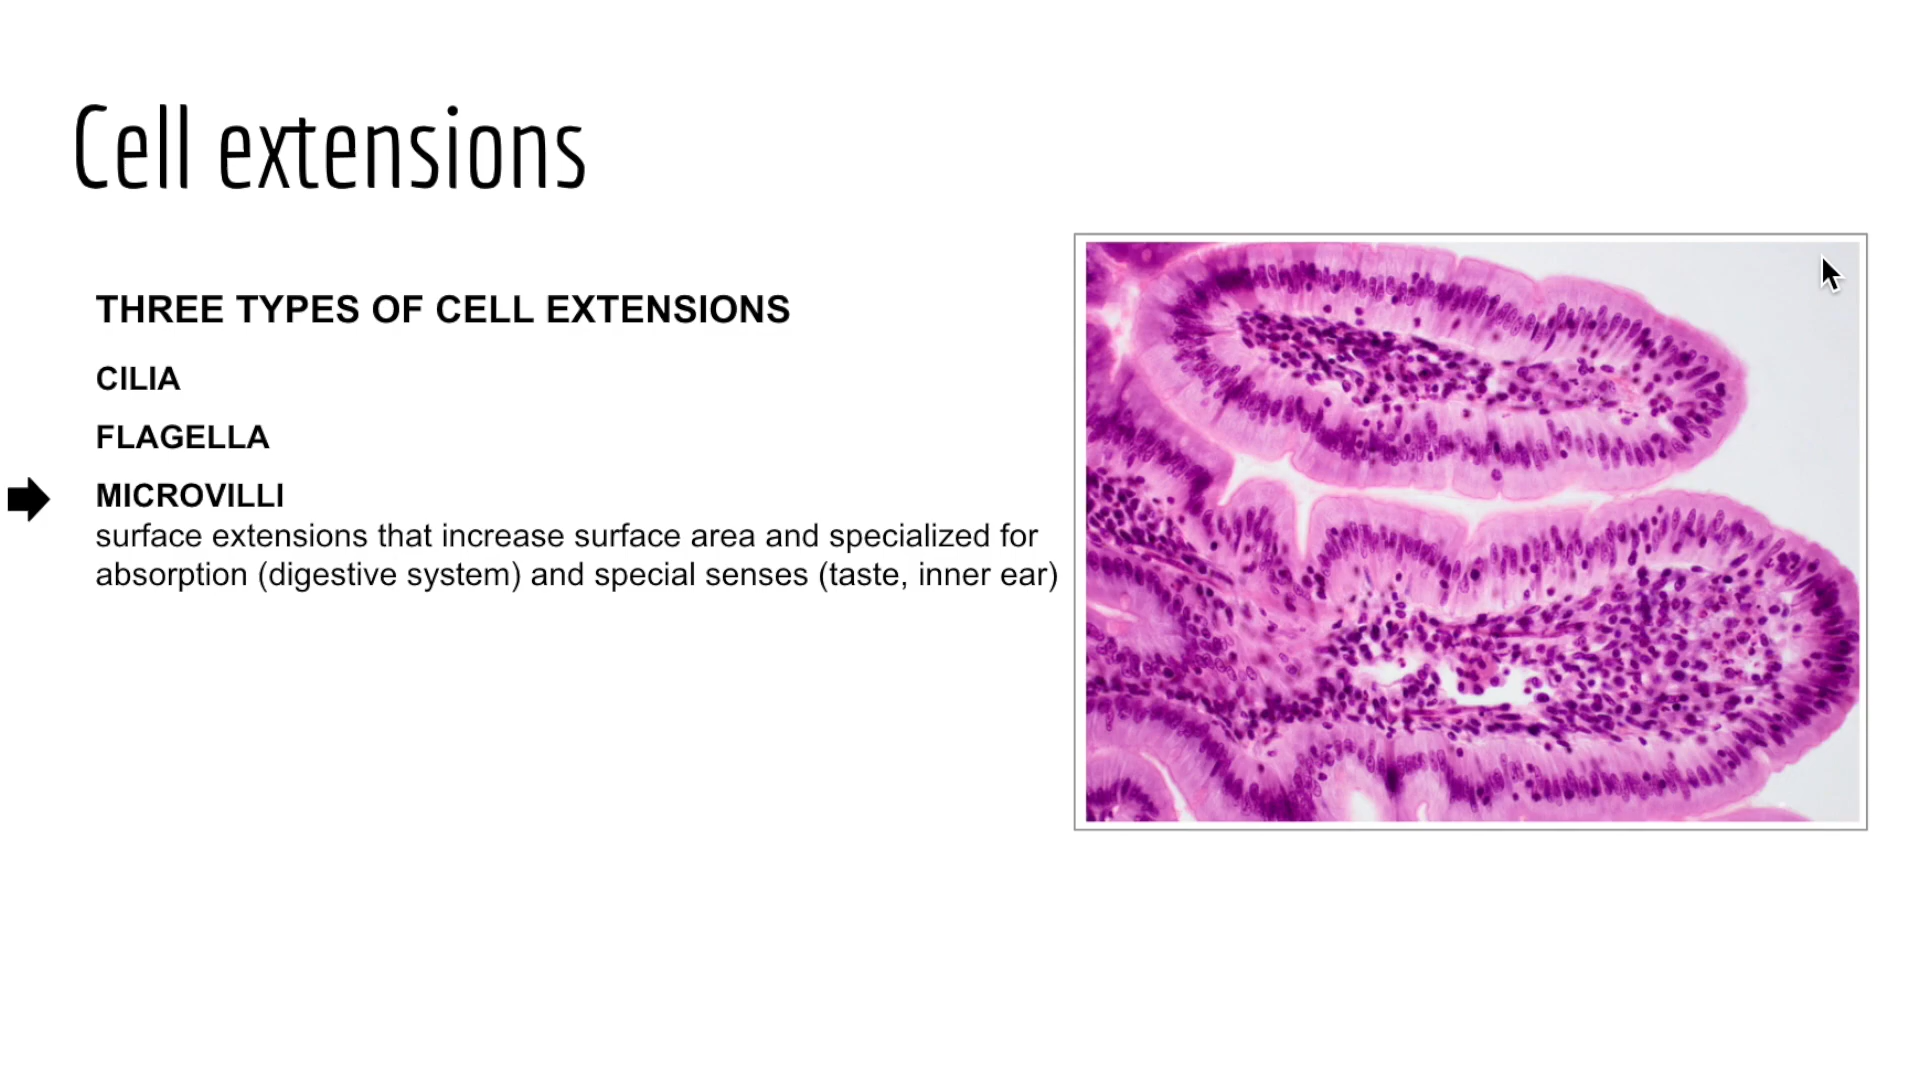 Cell extensions
THREE TYPES OF CELL EXTENSIONS
CILIA
FLAGELLA
MICROVILLI
surface extensions that increase surface area and specialized for
absorption (digestive system) and special senses (taste, inner ear)